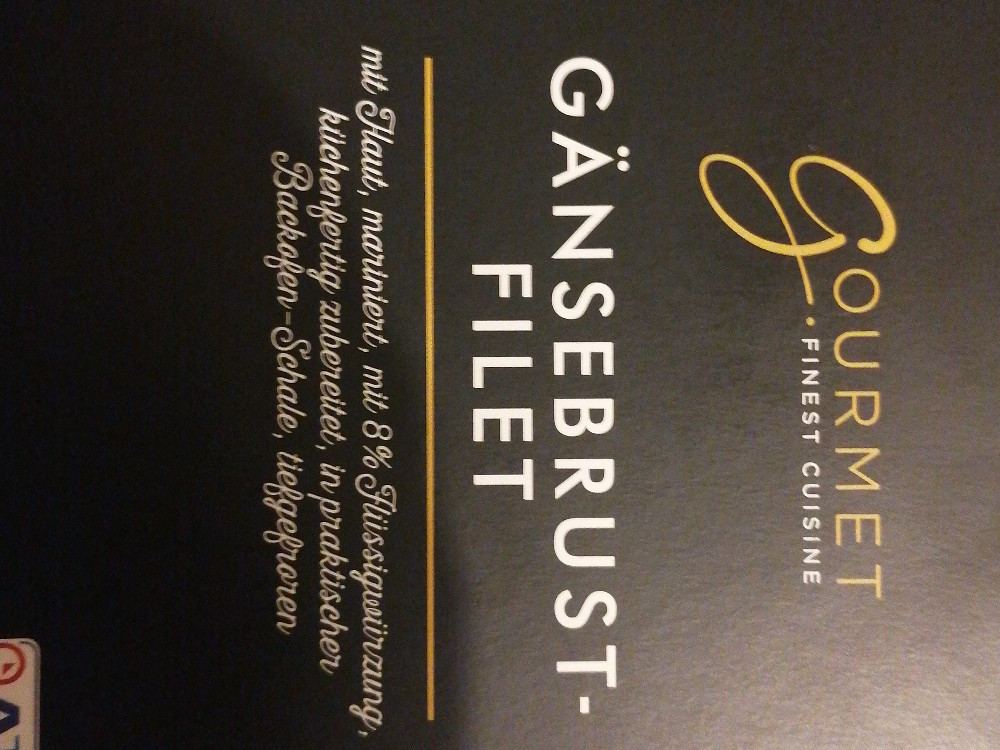 GOURMET
FINEST CUISINE
GÄNSEBRUST-
FILET
mit Haut, mariniert, mit 8% Flüssigwürzung,
küchenfertig zubereitet, in praktischer
Backofen-Schale, tiefgefroren